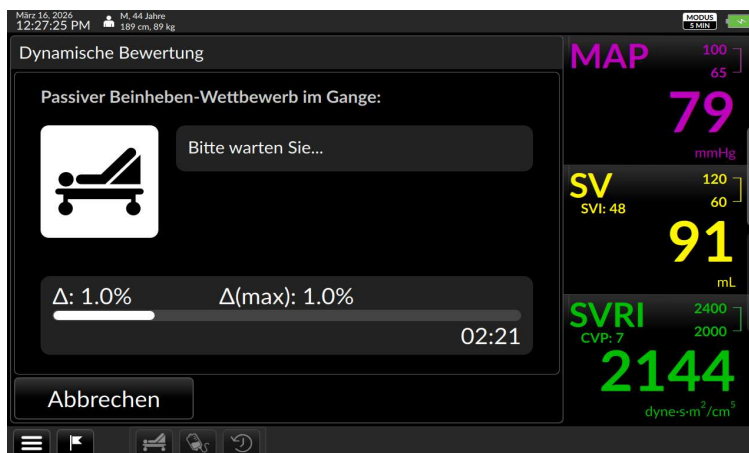 März 16, 2026
12:27:25 PM
M, 44 Jahre
189 cm, 89 kg
MODUS
5 MIN
Dynamische Bewertung
Passiver Beinheben-Wettbewerb im Gange:
Bitte warten Sie...
Δ: 1.0% Δ(max): 1.0%
02:21
Abbrechen
MAP
100
65
79
mmHg
SV
SVI: 48
120
60
91
mL
SVRI
CVP: 7
2400
2000
2144
dyne·s·m²/cm⁵